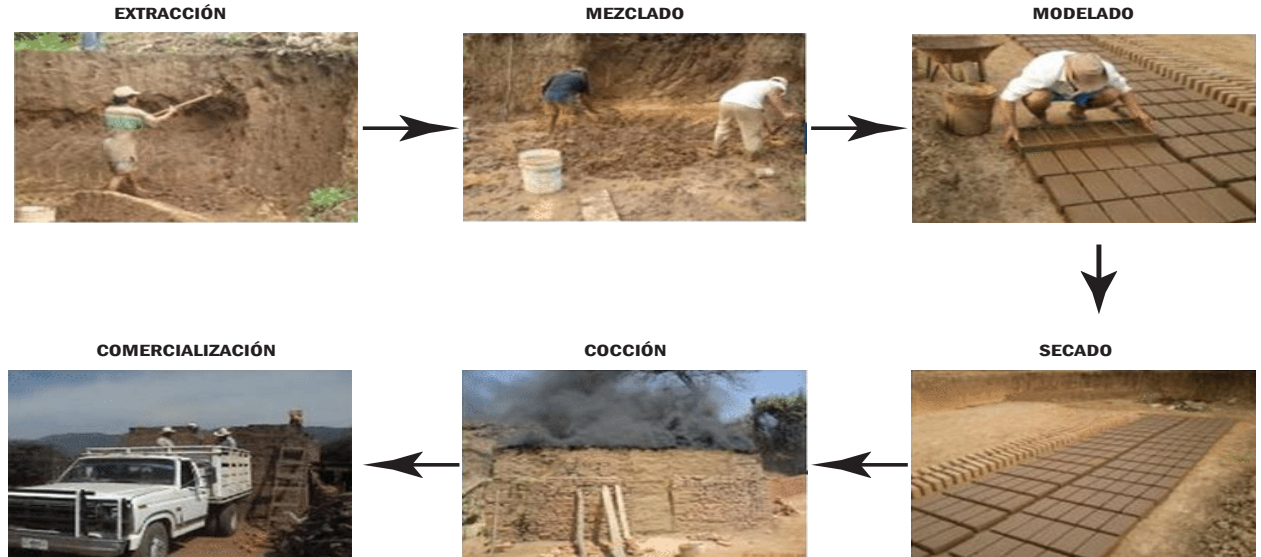 EXTRACCIÓN
MEZCLADO
MODELADO
SECADO
COCCIÓN
COMERCIALIZACIÓN